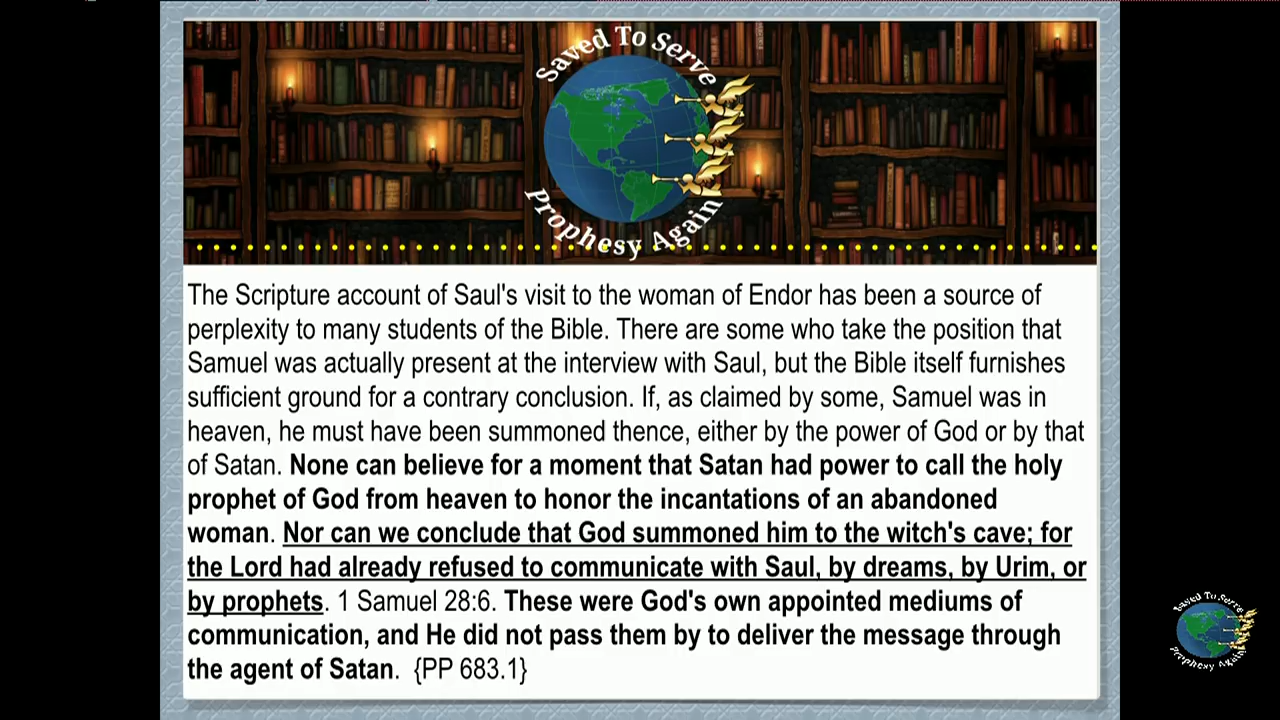 Saved To Serve
Prophesy Again
The Scripture account of Saul's visit to the woman of Endor has been a source of
perplexity to many students of the Bible. There are some who take the position that
Samuel was actually present at the interview with Saul, but the Bible itself furnishes
sufficient ground for a contrary conclusion. If, as claimed by some, Samuel was in
heaven, he must have been summoned thence, either by the power of God or by that
of Satan. None can believe for a moment that Satan had power to call the holy
prophet of God from heaven to honor the incantations of an abandoned
woman. Nor can we conclude that God summoned him to the witch's cave; for
the Lord had already refused to communicate with Saul, by dreams, by Urim, or
by prophets. 1 Samuel 28:6. These were God's own appointed mediums of
communication, and He did not pass them by to deliver the message through
the agent of Satan. {PP 683.1}
Saved To Serve
Prophesy Again